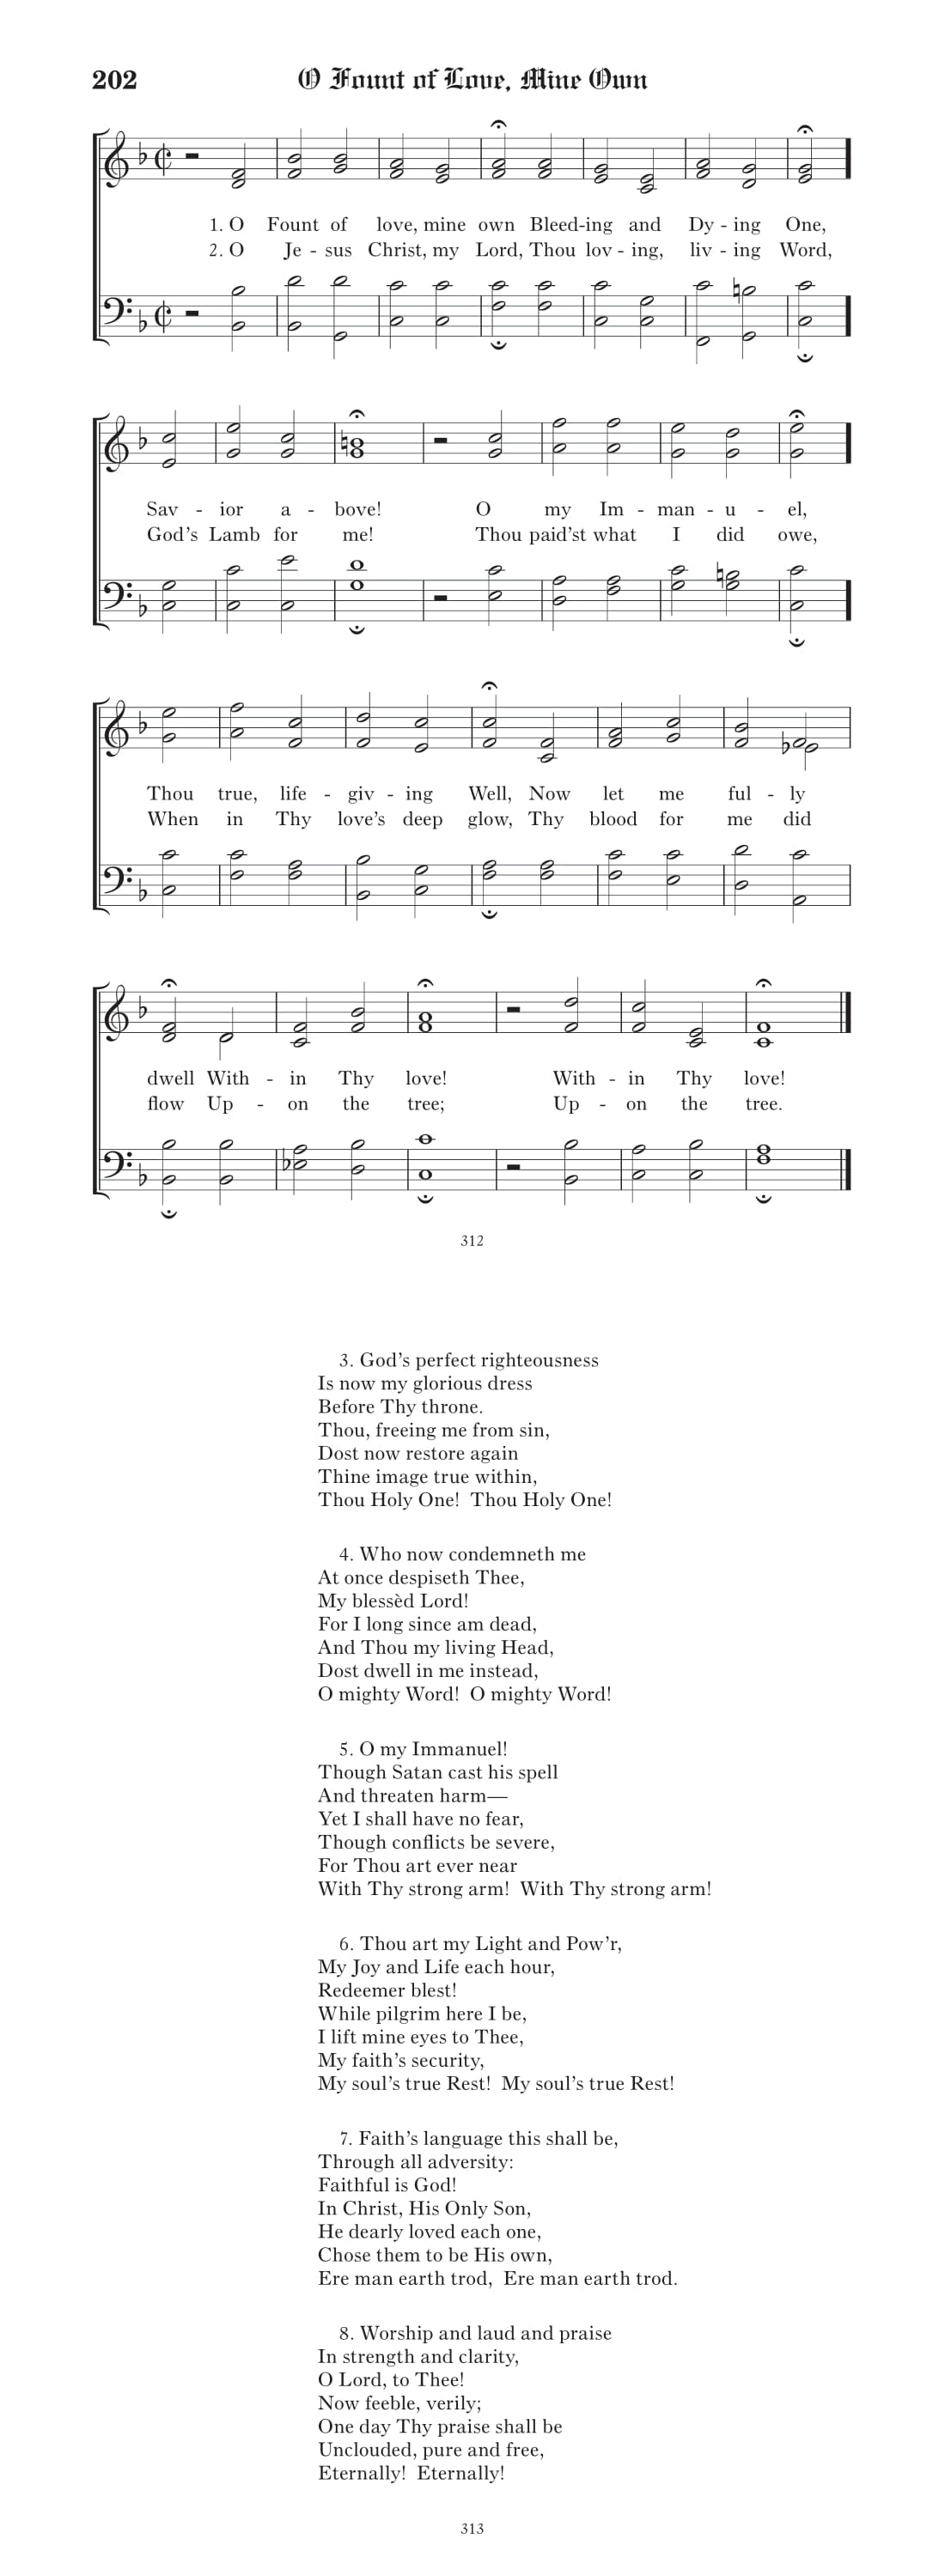 202 O Fount of Love, Mine Own
1. O Fount of love, mine own Bleed-ing and Dy - ing One,
2. O Je - sus Christ, my Lord, Thou lov - ing, liv - ing Word,
Sav - ior a - bove! O my Im - man - u - el,
God's Lamb for me! Thou paid'st what I did owe,
Thou true, life - giv - ing Well, Now let me ful - ly
When in Thy love's deep glow, Thy blood for me did
dwell With - in Thy love! With - in Thy love!
flow Up - on the tree; Up - on the tree.
312
3. God's perfect righteousness
Is now my glorious dress
Before Thy throne.
Thou, freeing me from sin,
Dost now restore again
Thine image true within,
Thou Holy One! Thou Holy One!
4. Who now condemneth me
At once despiseth Thee,
My blessèd Lord!
For I long since am dead,
And Thou my living Head,
Dost dwell in me instead,
O mighty Word! O mighty Word!
5. O my Immanuel!
Though Satan cast his spell
And threaten harm—
Yet I shall have no fear,
Though conflicts be severe,
For Thou art ever near
With Thy strong arm! With Thy strong arm!
6. Thou art my Light and Pow'r,
My Joy and Life each hour,
Redeemer blest!
While pilgrim here I be,
I lift mine eyes to Thee,
My faith's security,
My soul's true Rest! My soul's true Rest!
7. Faith's language this shall be,
Through all adversity:
Faithful is God!
In Christ, His Only Son,
He dearly loved each one,
Chose them to be His own,
Ere man earth trod, Ere man earth trod.
8. Worship and laud and praise
In strength and clarity,
O Lord, to Thee!
Now feeble, verily;
One day Thy praise shall be
Unclouded, pure and free,
Eternally! Eternally!
313